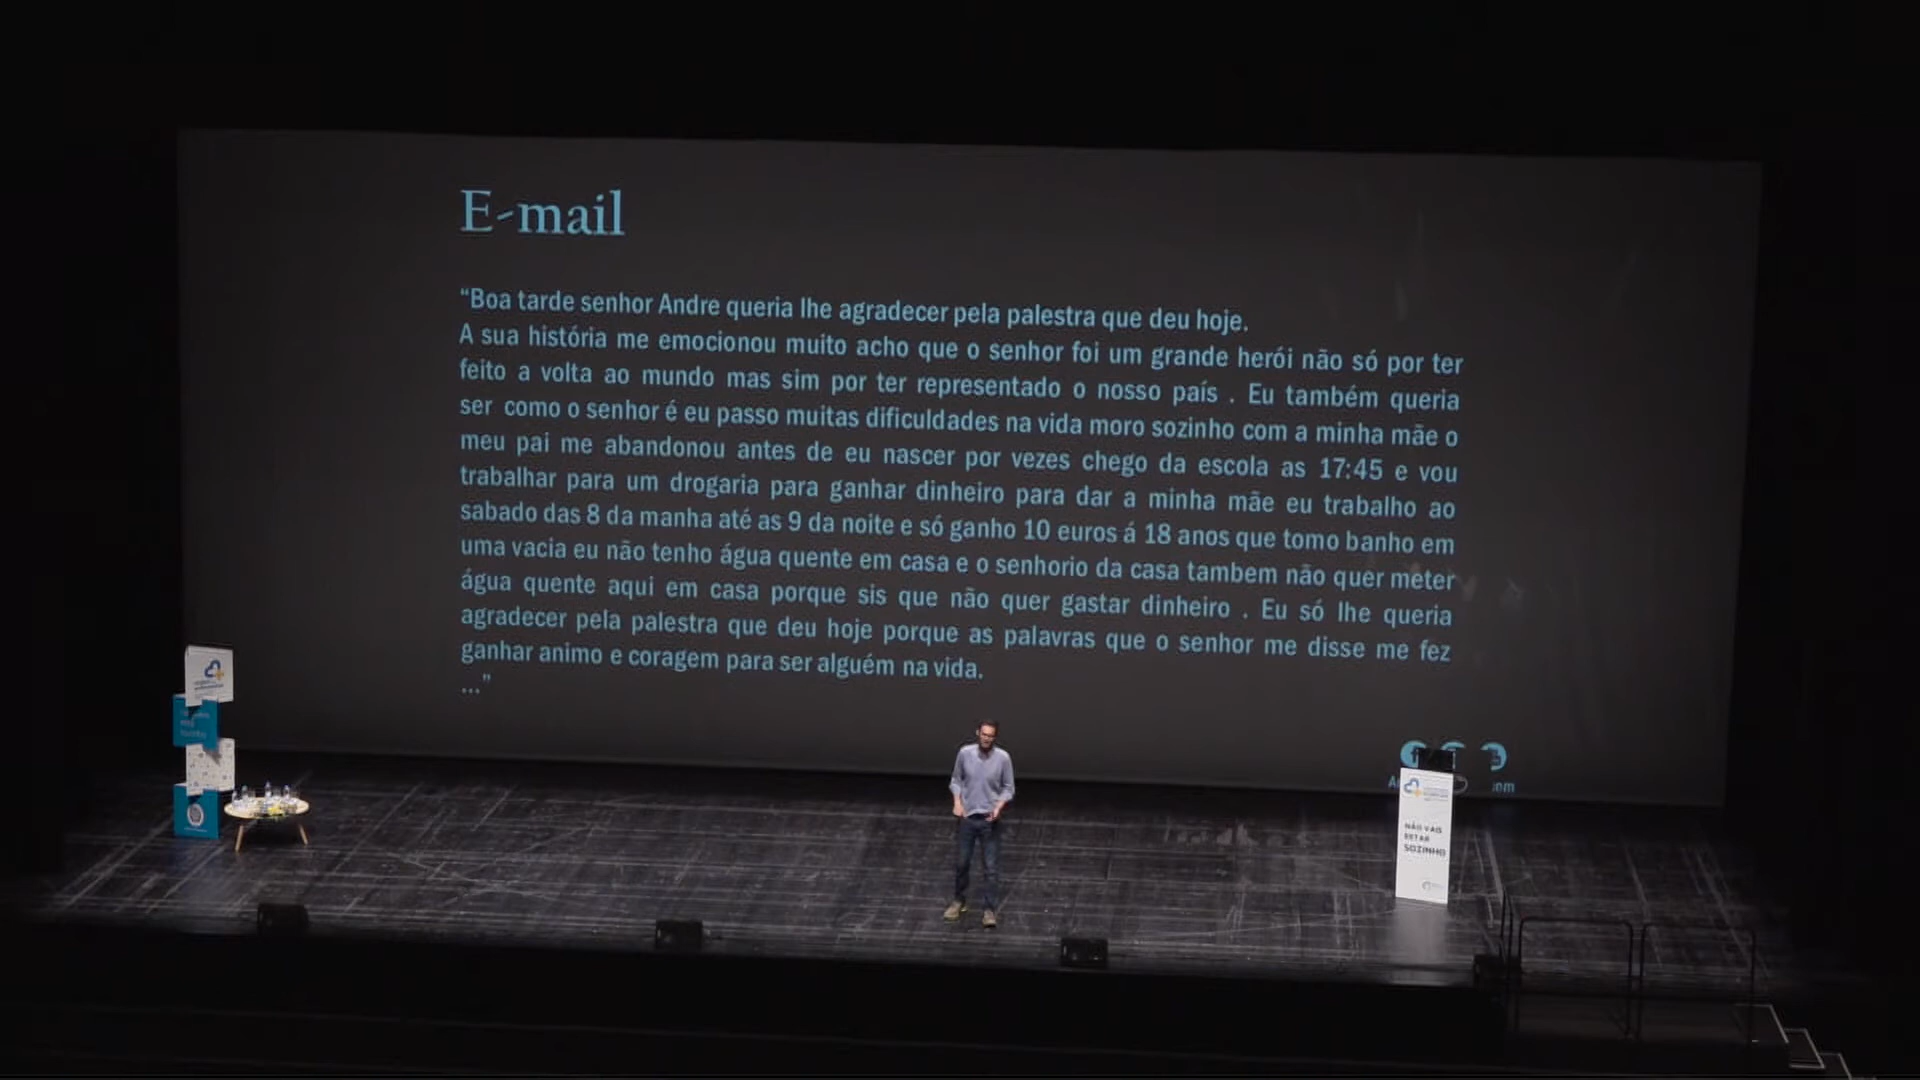 E-mail
“Boa tarde senhor Andre queria lhe agradecer pela palestra que deu hoje.
A sua história me emocionou muito acho que o senhor foi um grande herói não só por ter
feito a volta ao mundo mas sim por ter representado o nosso país . Eu também queria
ser como o senhor é eu passo muitas dificuldades na vida moro sozinho com a minha mãe o
meu pai me abandonou antes de eu nascer por vezes chego da escola as 17:45 e vou
trabalhar para um drogaria para ganhar dinheiro para dar a minha mãe eu trabalho ao
sabado das 8 da manha até as 9 da noite e só ganho 10 euros á 18 anos que tomo banho em
uma vacia eu não tenho água quente em casa e o senhorio da casa tambem não quer meter
água quente aqui em casa porque sis que não quer gastar dinheiro . Eu só lhe queria
agradecer pela palestra que deu hoje porque as palavras que o senhor me disse me fez
ganhar animo e coragem para ser alguém na vida.
...”
NÃO VAIS
ESTAR
SOZINHO